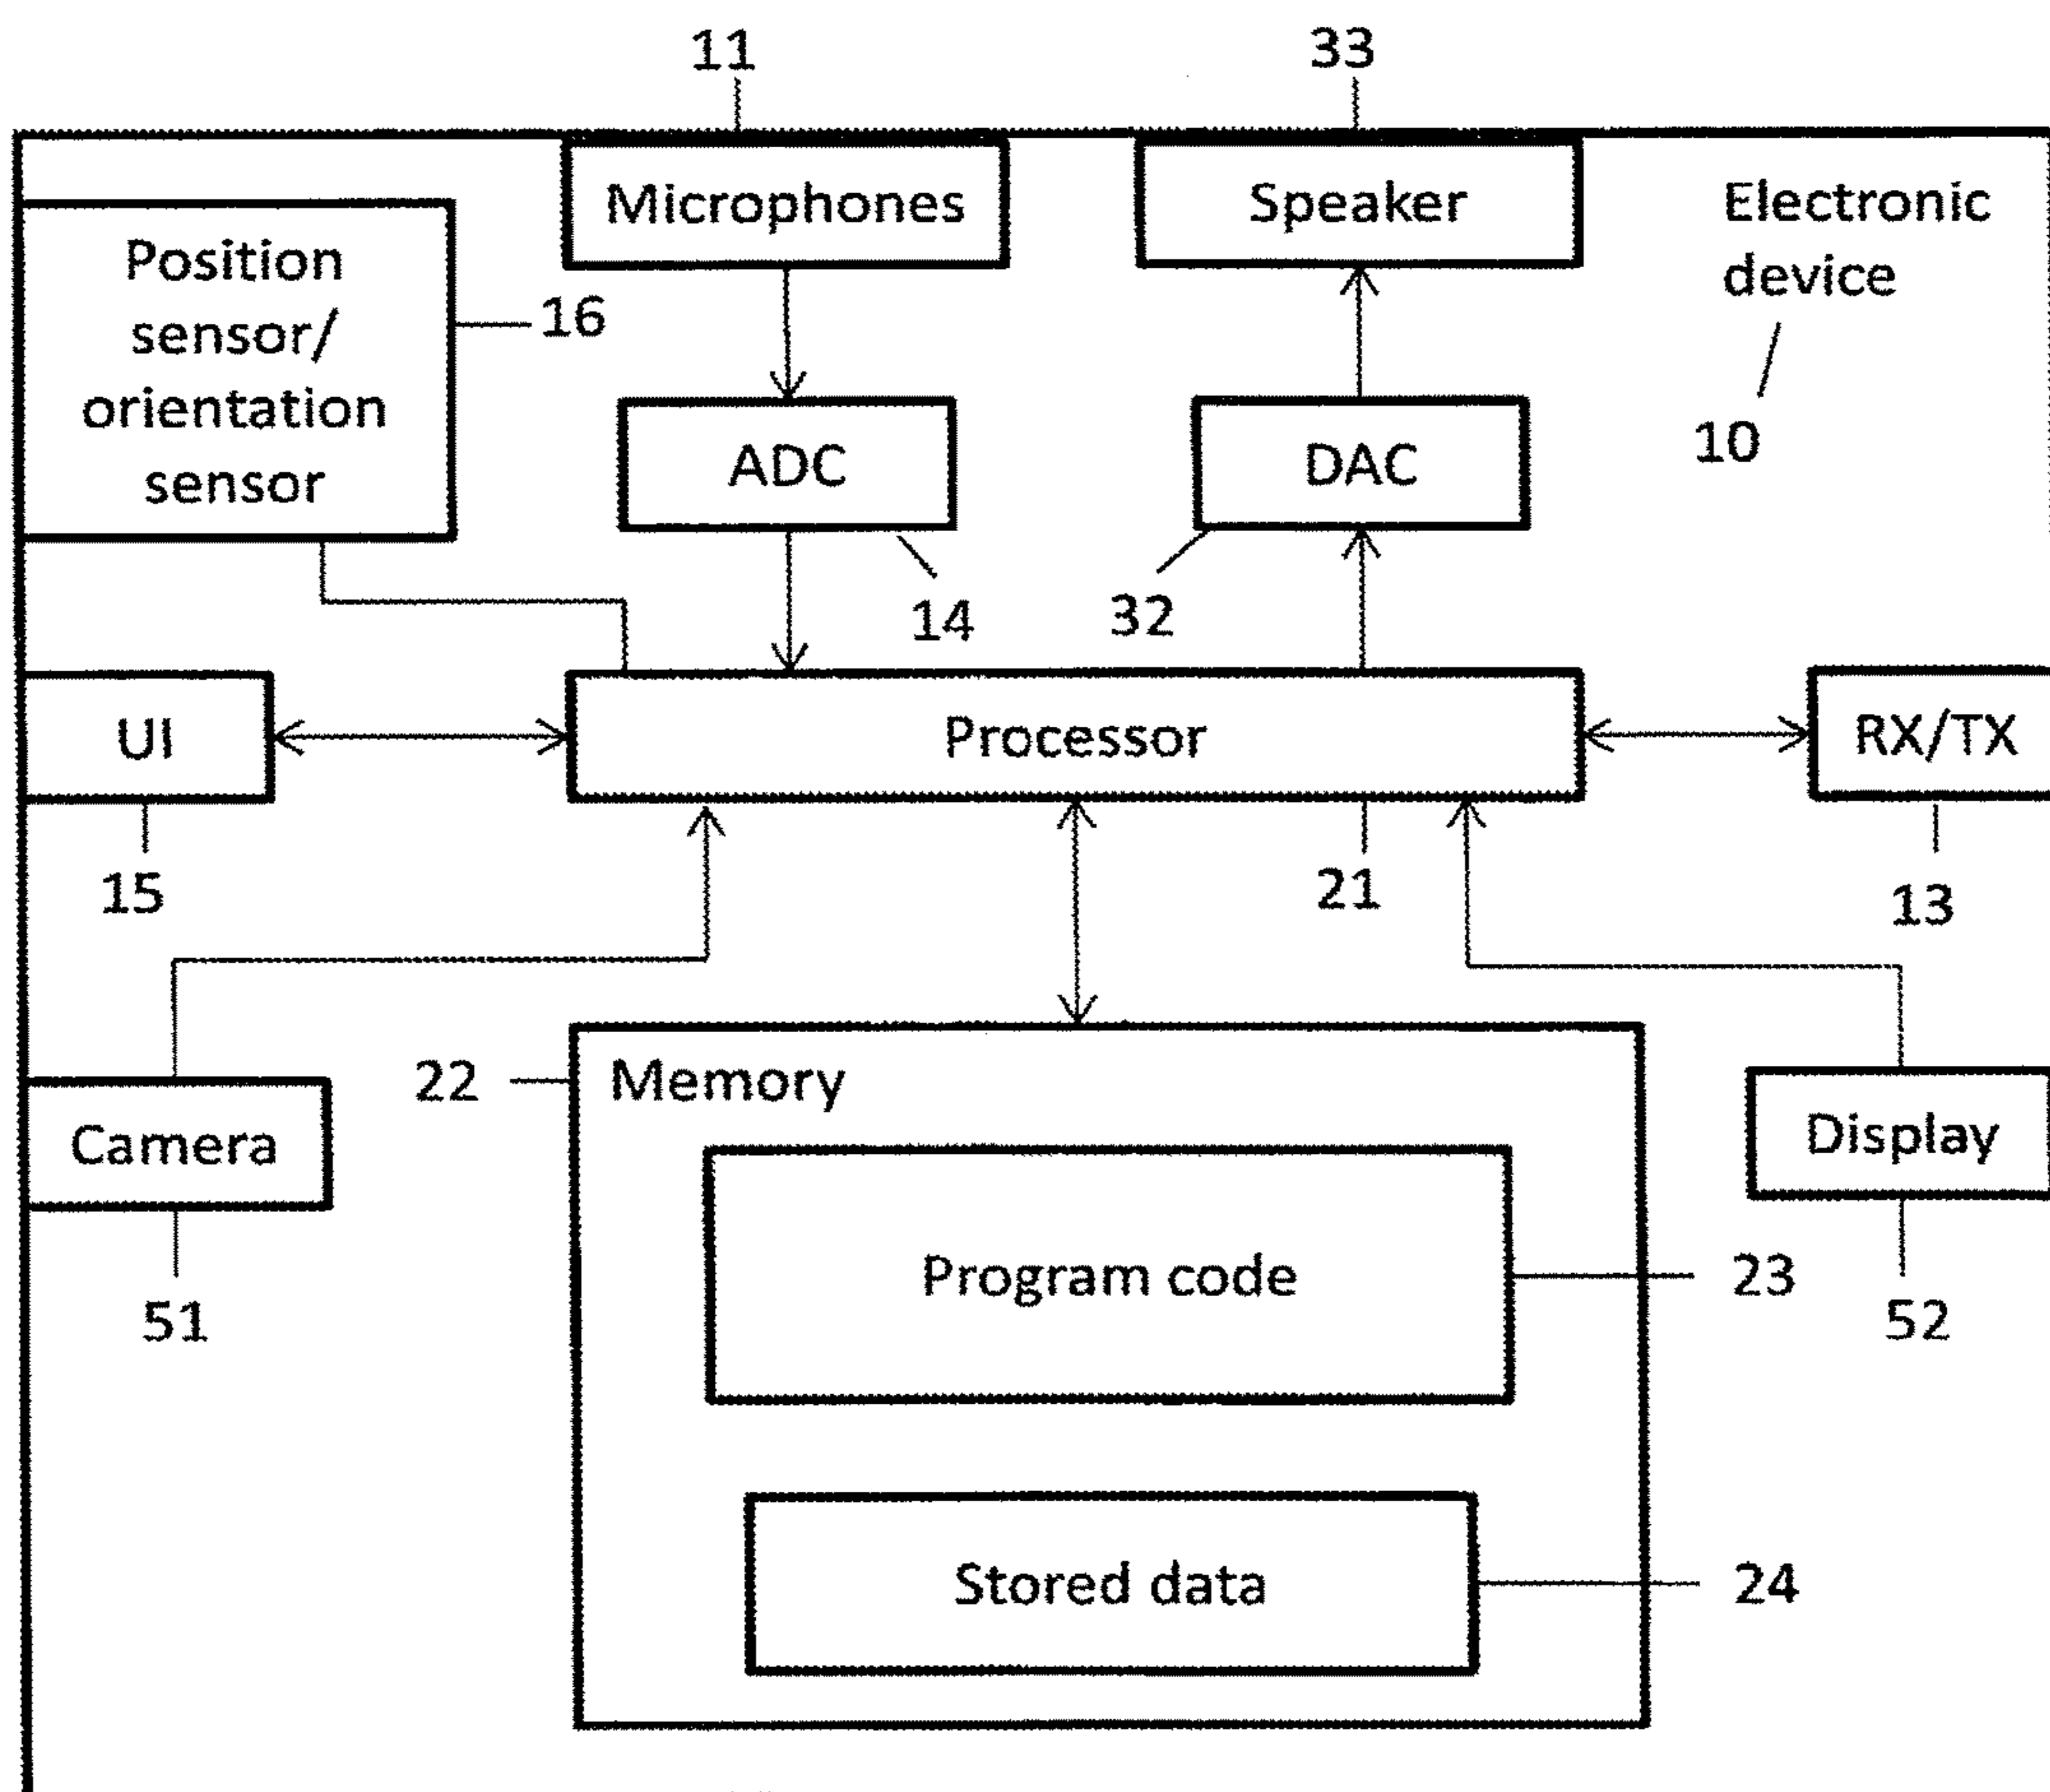 11
33
Microphones
Speaker
Electronic
device
Position
sensor/
orientation
sensor
16
10
ADC
DAC
14
32
UI
Processor
RX/TX
15
21
13
22
Memory
Camera
Display
Program code
23
51
52
Stored data
24